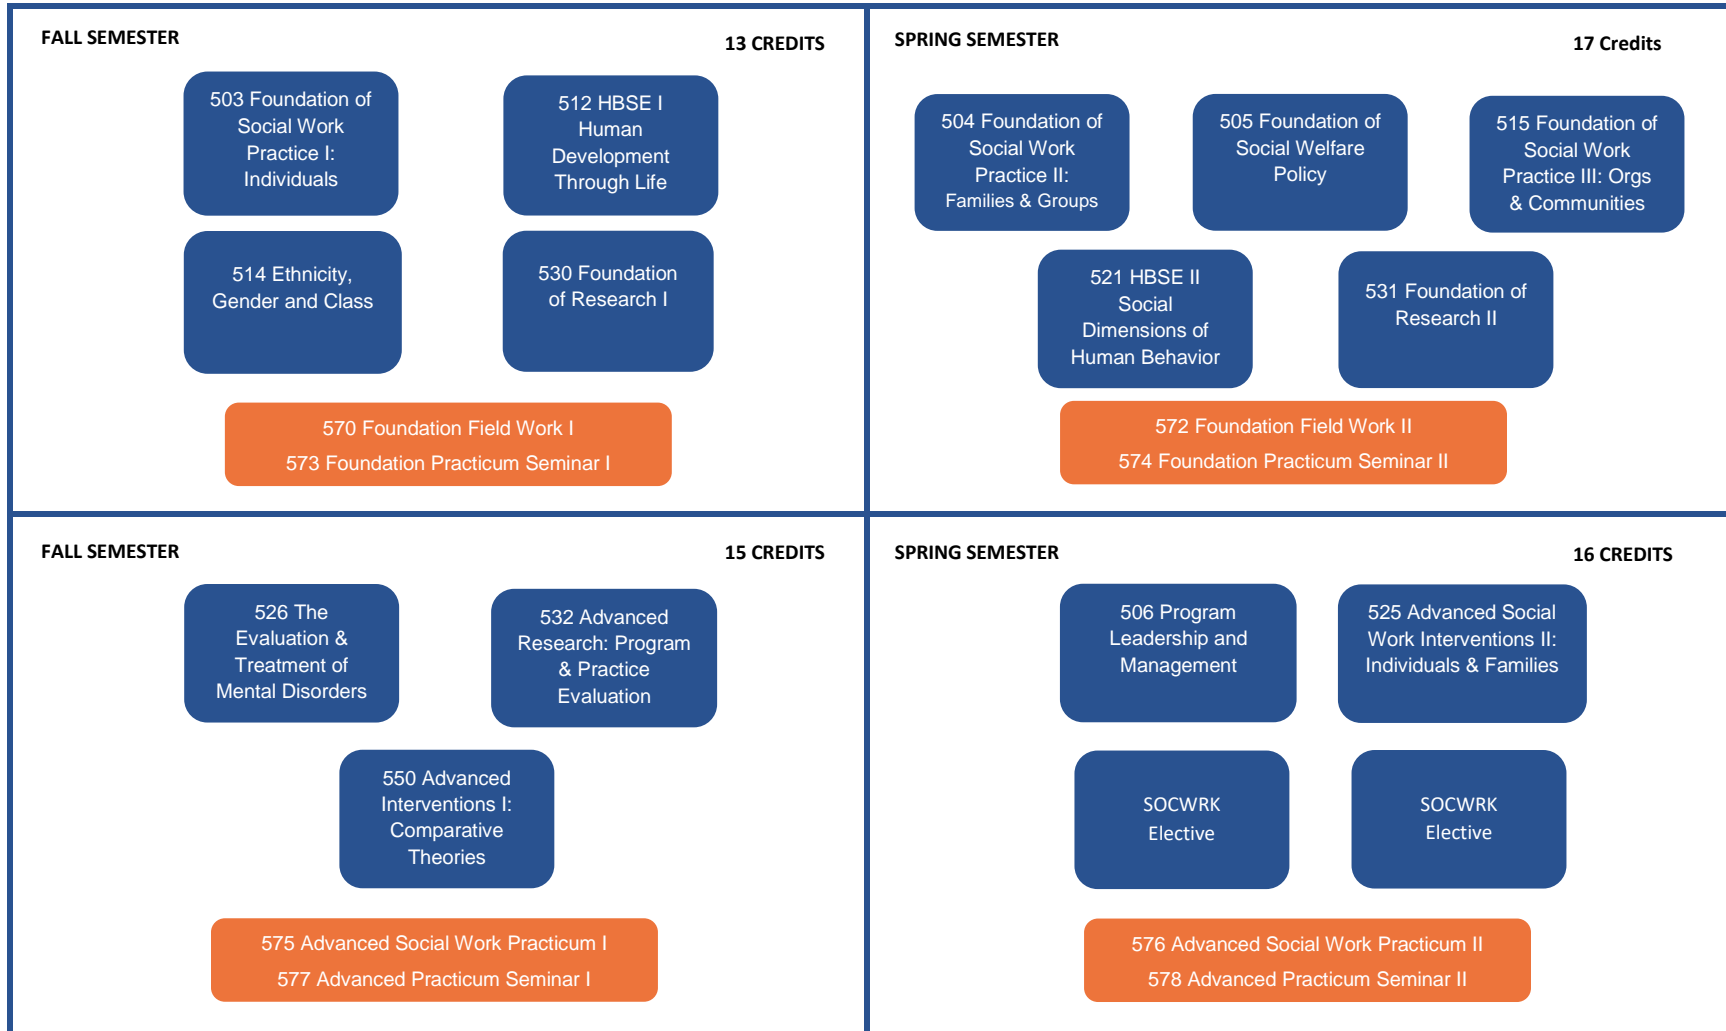 FALL SEMESTER
13 CREDITS
503 Foundation of
Social Work
Practice I:
Individuals
512 HBSE I
Human
Development
Through Life
514 Ethnicity,
Gender and Class
530 Foundation
of Research I
570 Foundation Field Work I
573 Foundation Practicum Seminar I
SPRING SEMESTER
17 Credits
504 Foundation of
Social Work
Practice II:
Families & Groups
505 Foundation of
Social Welfare
Policy
515 Foundation of
Social Work
Practice III: Orgs
& Communities
521 HBSE II
Social
Dimensions of
Human Behavior
531 Foundation of
Research II
572 Foundation Field Work II
574 Foundation Practicum Seminar II
FALL SEMESTER
15 CREDITS
526 The
Evaluation &
Treatment of
Mental Disorders
532 Advanced
Research: Program
& Practice
Evaluation
550 Advanced
Interventions I:
Comparative
Theories
575 Advanced Social Work Practicum I
577 Advanced Practicum Seminar I
SPRING SEMESTER
16 CREDITS
506 Program
Leadership and
Management
525 Advanced Social
Work Interventions II:
Individuals & Families
SOCWRK
Elective
SOCWRK
Elective
576 Advanced Social Work Practicum II
578 Advanced Practicum Seminar II